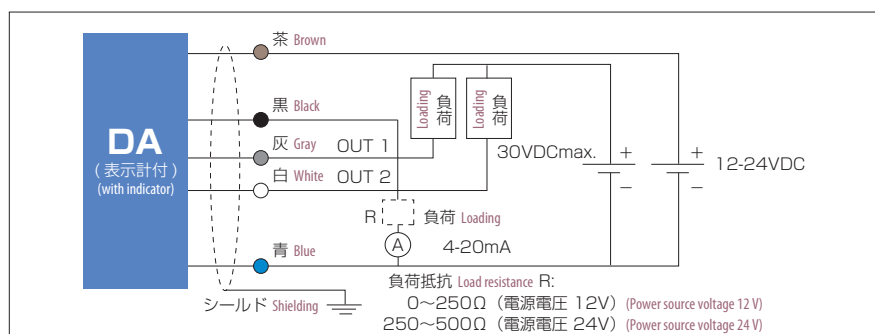 茶 Brown
黒 Black
灰 Gray OUT 1
白 White OUT 2
青 Blue
DA
(表示計付)
(with indicator)
Loading 負荷
Loading 負荷
30VDCmax.
+
−
+
−
12-24VDC
R 負荷 Loading
A 4-20mA
シールド Shielding
負荷抵抗 Load resistance R:
0〜250Ω(電源電圧 12V)(Power source voltage 12 V)
250〜500Ω(電源電圧 24V)(Power source voltage 24 V)